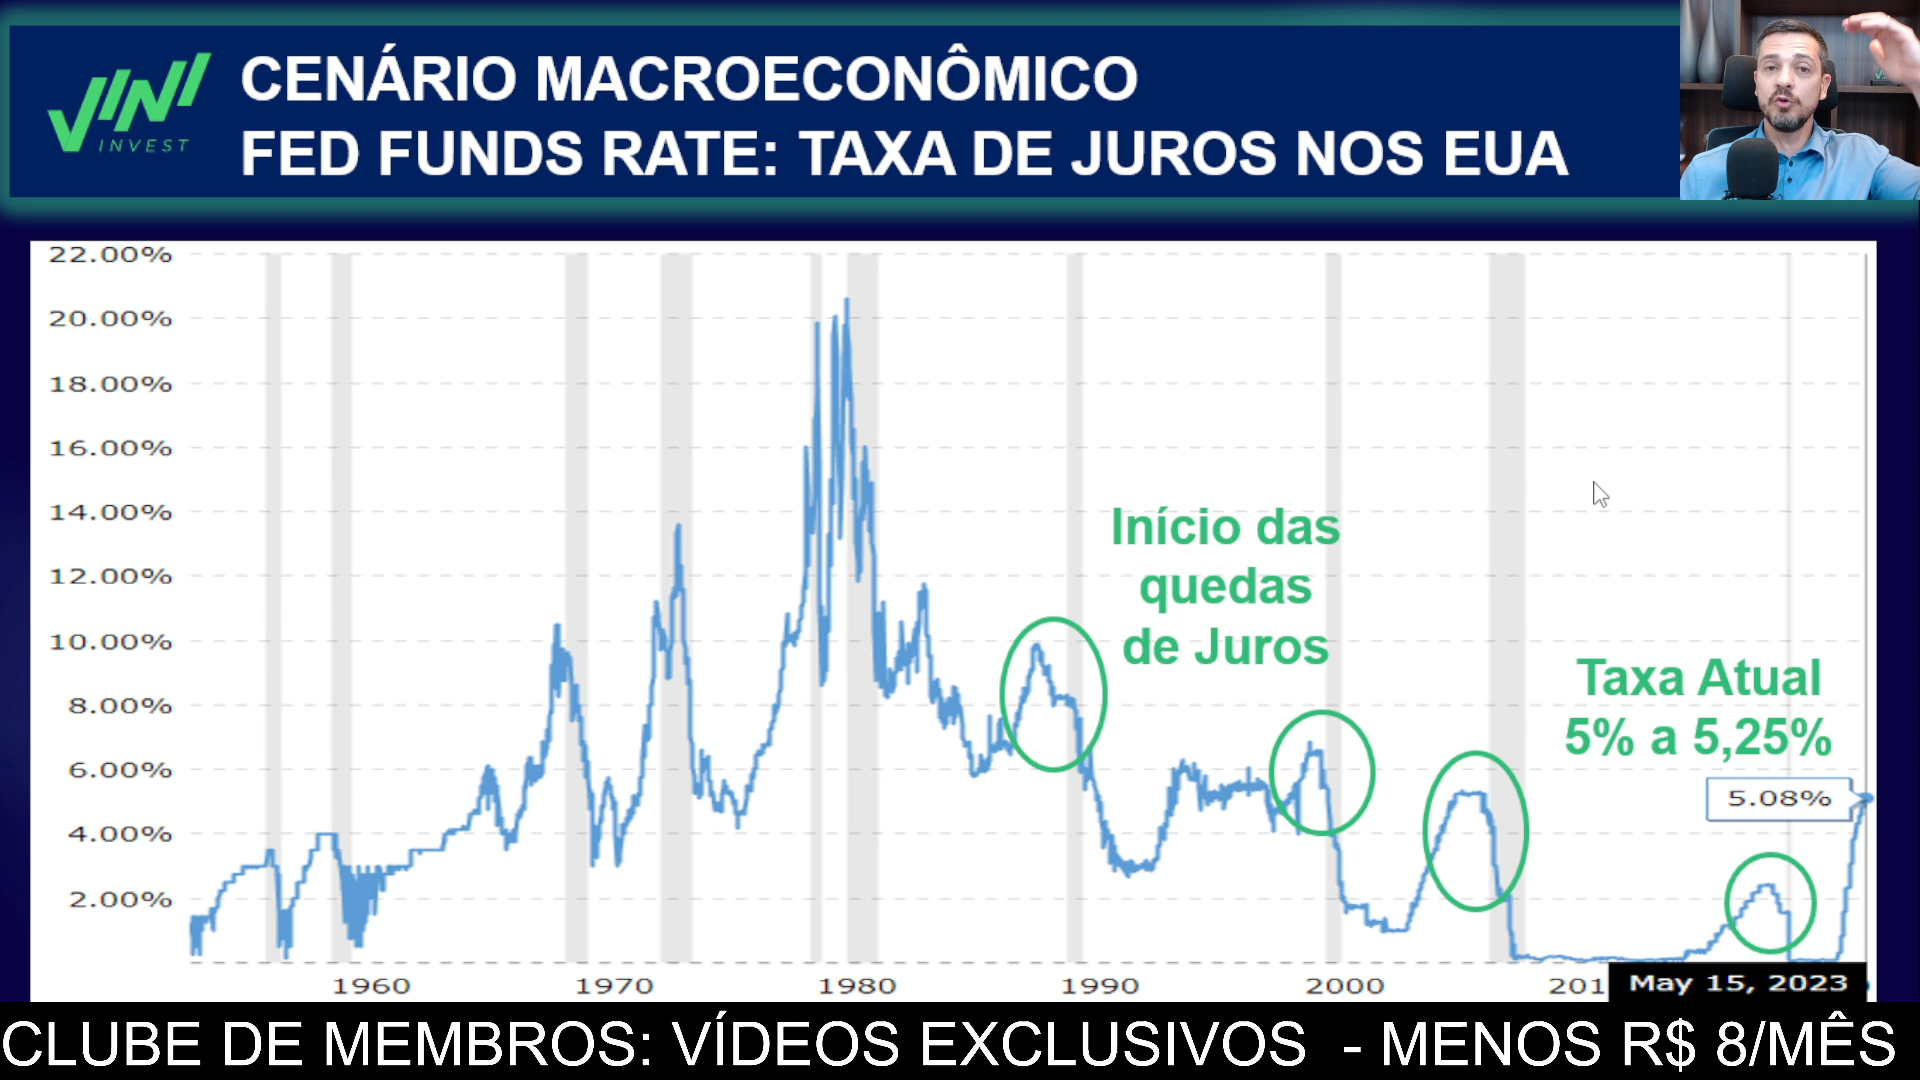 VINI
INVEST
CENÁRIO MACROECONÔMICO
FED FUNDS RATE: TAXA DE JUROS NOS EUA
22.00%
20.00%
18.00%
16.00%
14.00%
12.00%
10.00%
8.00%
6.00%
4.00%
2.00%
Início das
quedas
de Juros
Taxa Atual
5% a 5,25%
5.08%
1960
1970
1980
1990
2000
201
May 15, 2023
CLUBE DE MEMBROS: VÍDEOS EXCLUSIVOS - MENOS R$ 8/MÊS